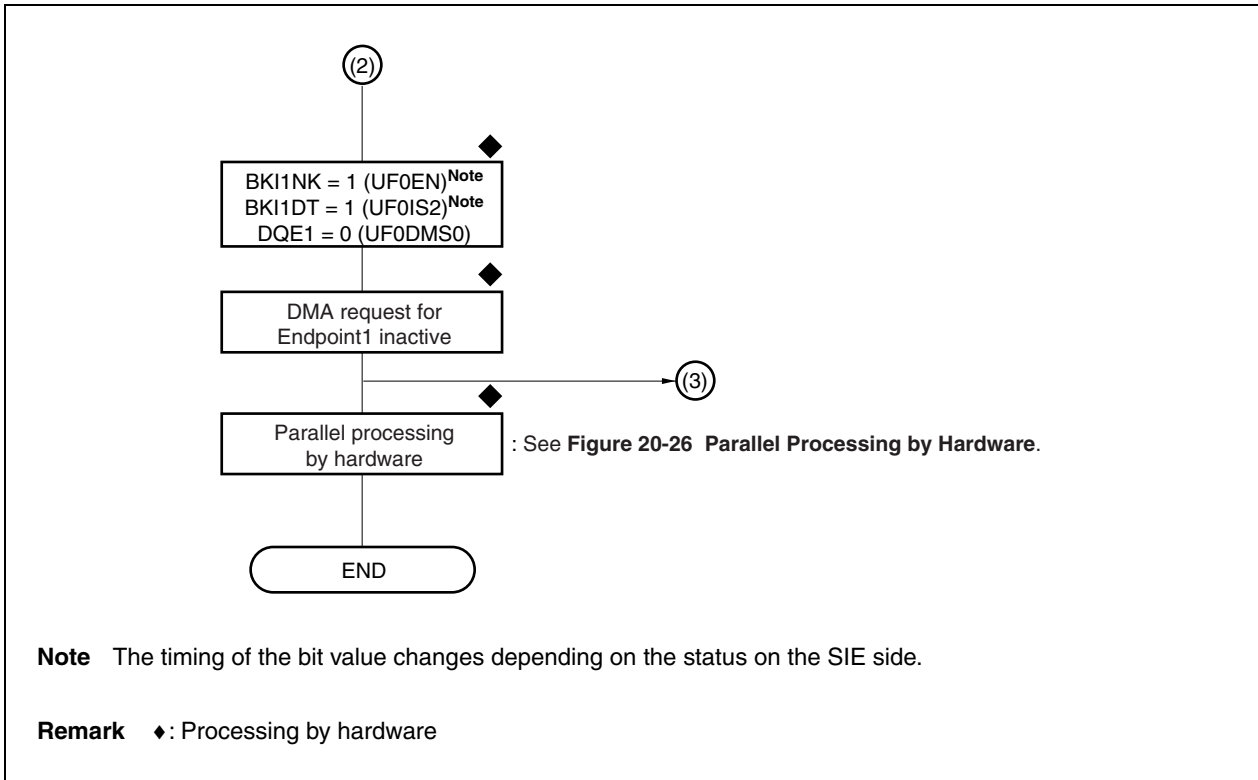 (2)
BKI1NK = 1 (UF0EN)Note
BKI1DT = 1 (UF0IS2)Note
DQE1 = 0 (UF0DMS0)
DMA request for
Endpoint1 inactive
(3)
Parallel processing
by hardware
: See Figure 20-26 Parallel Processing by Hardware.
END
Note The timing of the bit value changes depending on the status on the SIE side.
Remark ♦: Processing by hardware